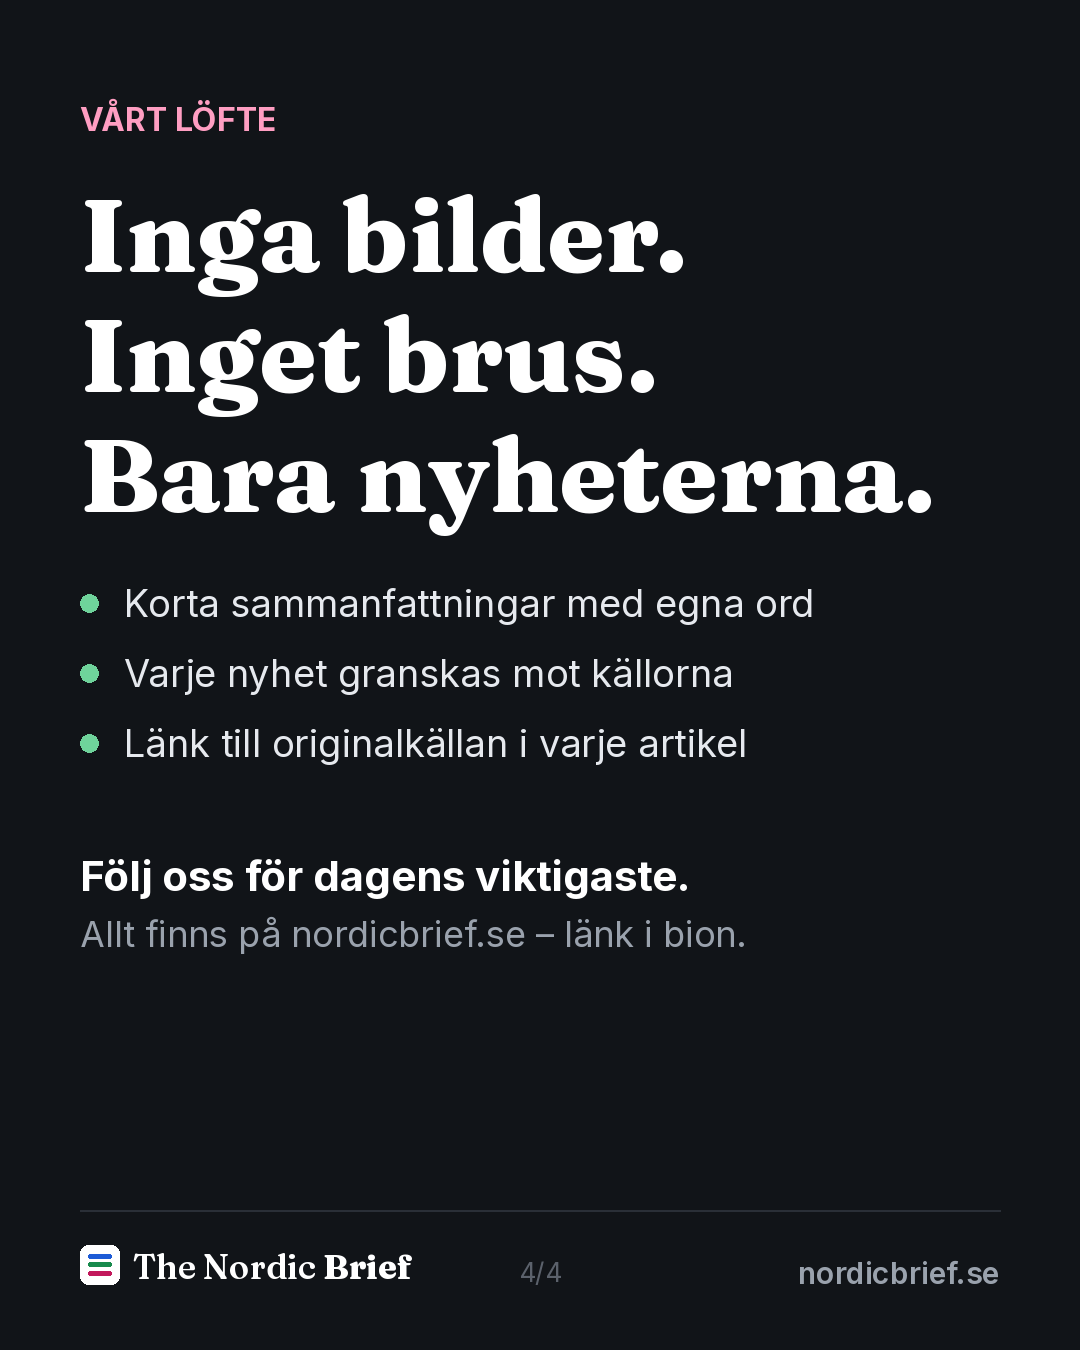 VÅRT LÖFTE
Inga bilder.
Inget brus.
Bara nyheterna.
Korta sammanfattningar med egna ord
Varje nyhet granskas mot källorna
Länk till originalkällan i varje artikel
Följ oss för dagens viktigaste.
Allt finns på nordicbrief.se – länk i bion.
The Nordic Brief
4/4
nordicbrief.se